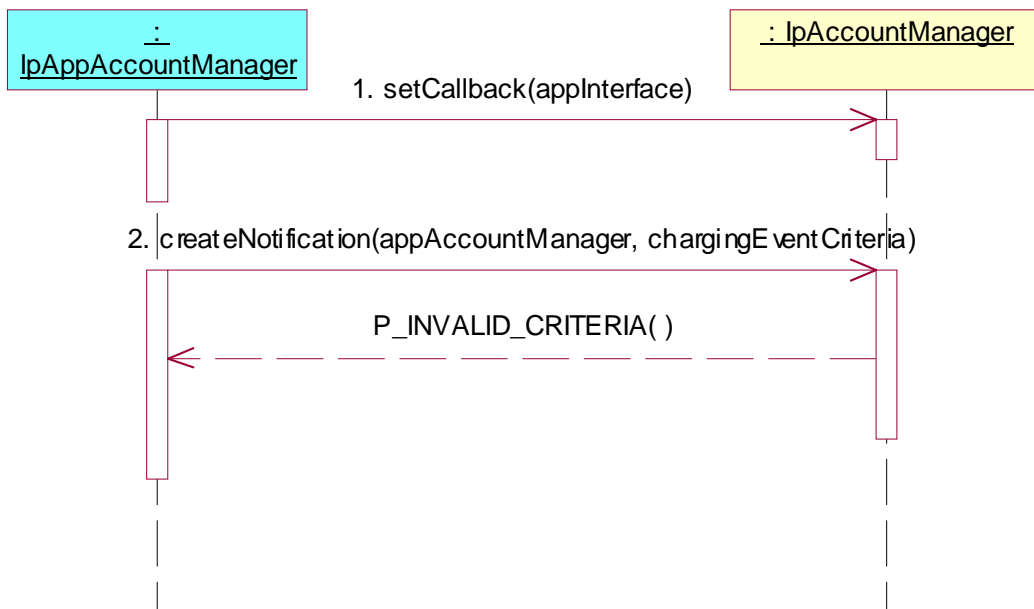 :
IpAppAccountManager
: IpAccountManager
1. setCallback(appInterface)
2. createNotification(appAccountManager, chargingEventCriteria)
P_INVALID_CRITERIA( )